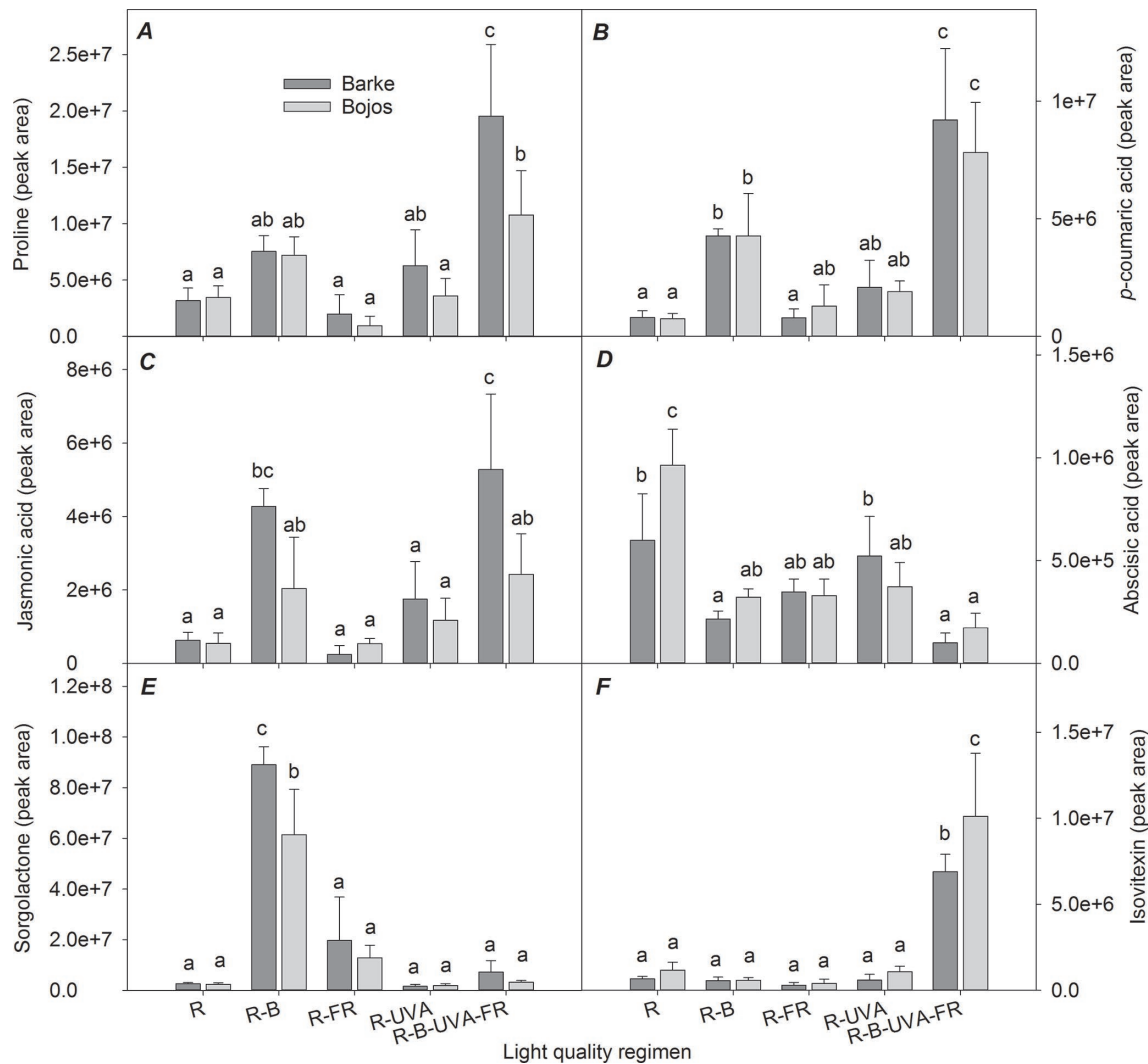 A
Proline (peak area)
2.5e+7
2.0e+7
1.5e+7
1.0e+7
5.0e+6
0.0
Barke
Bojos
a a ab ab a a ab a c b
B
p-coumaric acid (peak area)
1e+7
5e+6
0
a a b b a ab ab ab c c
C
Jasmonic acid (peak area)
8e+6
6e+6
4e+6
2e+6
0
a a bc ab a a a a c ab
D
Abscisic acid (peak area)
1.5e+6
1.0e+6
5.0e+5
0.0
b c a ab ab ab b ab a a
E
Sorgolactone (peak area)
1.2e+8
1.0e+8
8.0e+7
6.0e+7
4.0e+7
2.0e+7
0.0
a a c b a a a a a a
R R-B R-FR R-UVA R-B-UVA-FR
F
Isovitexin (peak area)
1.5e+7
1.0e+7
5.0e+6
0.0
a a a a a a a a b c
R R-B R-FR R-UVA R-B-UVA-FR
Light quality regimen